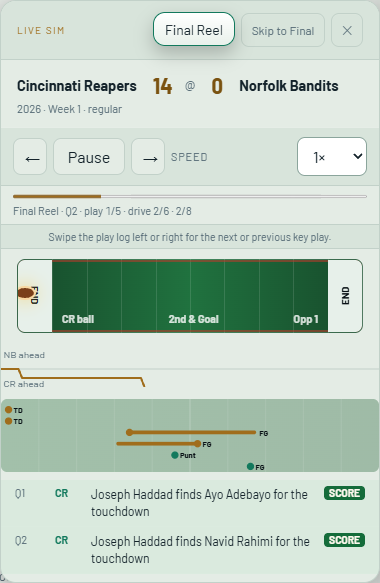 LIVE SIM
Final Reel
Skip to Final
×
Cincinnati Reapers 14 @ 0 Norfolk Bandits
2026 · Week 1 · regular
← Pause → SPEED 1×
Final Reel · Q2 · play 1/5 · drive 2/6 · 2/8
Swipe the play log left or right for the next or previous key play.
END
END
CR ball 2nd & Goal Opp 1
NB ahead
CR ahead
TD
TD
FG
FG
Punt
FG
Q1 CR Joseph Haddad finds Ayo Adebayo for the SCORE
touchdown
Q2 CR Joseph Haddad finds Navid Rahimi for the SCORE
touchdown